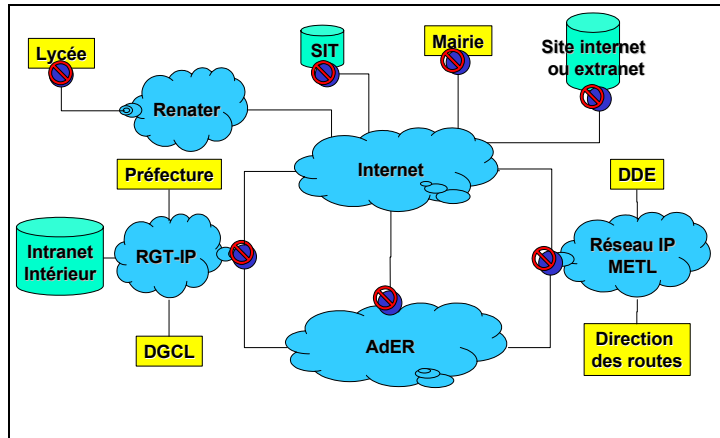 Lycée
SIT
Mairie
Site internet
ou extranet
Renater
Internet
Préfecture
DDE
Intranet
Intérieur
RGT-IP
Réseau IP
METL
DGCL
AdER
Direction
des routes